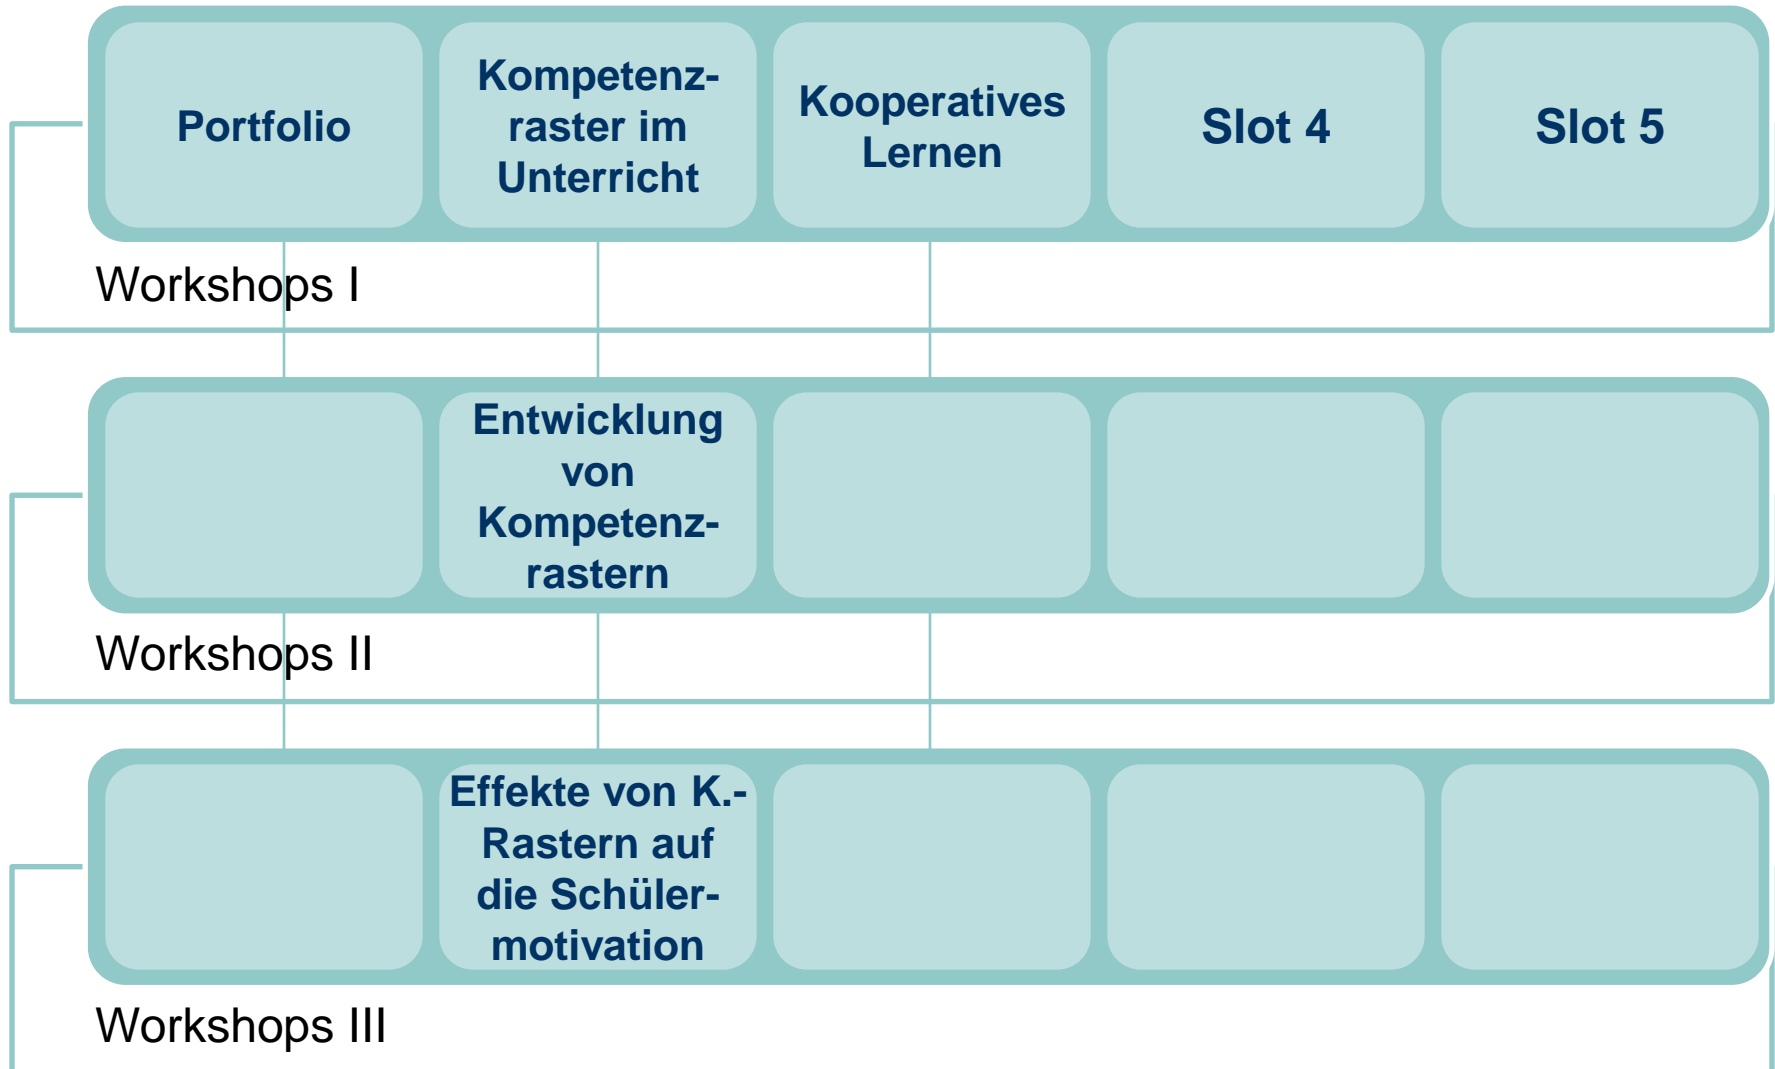 Portfolio
Kompetenz-
raster im
Unterricht
Kooperatives
Lernen
Slot 4
Slot 5
Workshops I
Entwicklung
von
Kompetenz-
rastern
Workshops II
Effekte von K.-
Rastern auf
die Schüler-
motivation
Workshops III